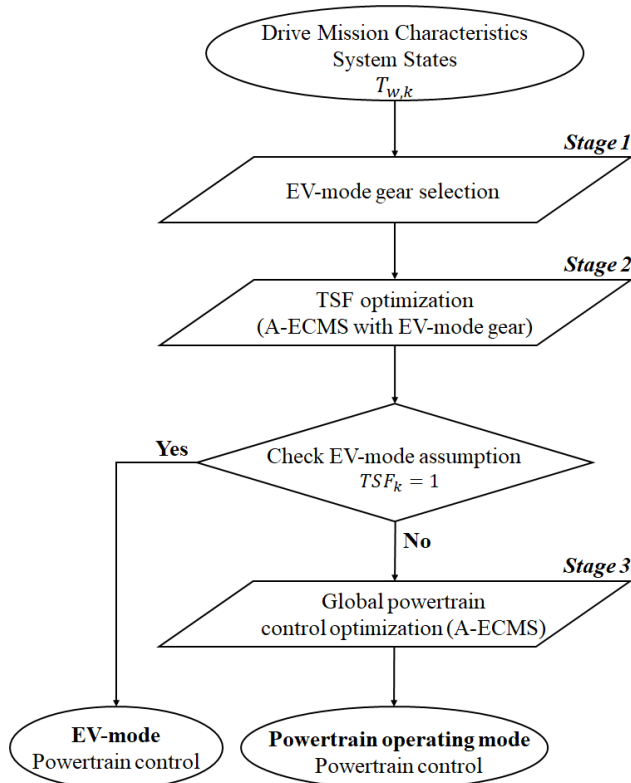 Drive Mission Characteristics
System States
T_{w,k}
Stage 1
EV-mode gear selection
Stage 2
TSF optimization
(A-ECMS with EV-mode gear)
Yes
Check EV-mode assumption
TSF_k = 1
No
Stage 3
Global powertrain
control optimization (A-ECMS)
EV-mode
Powertrain control
Powertrain operating mode
Powertrain control